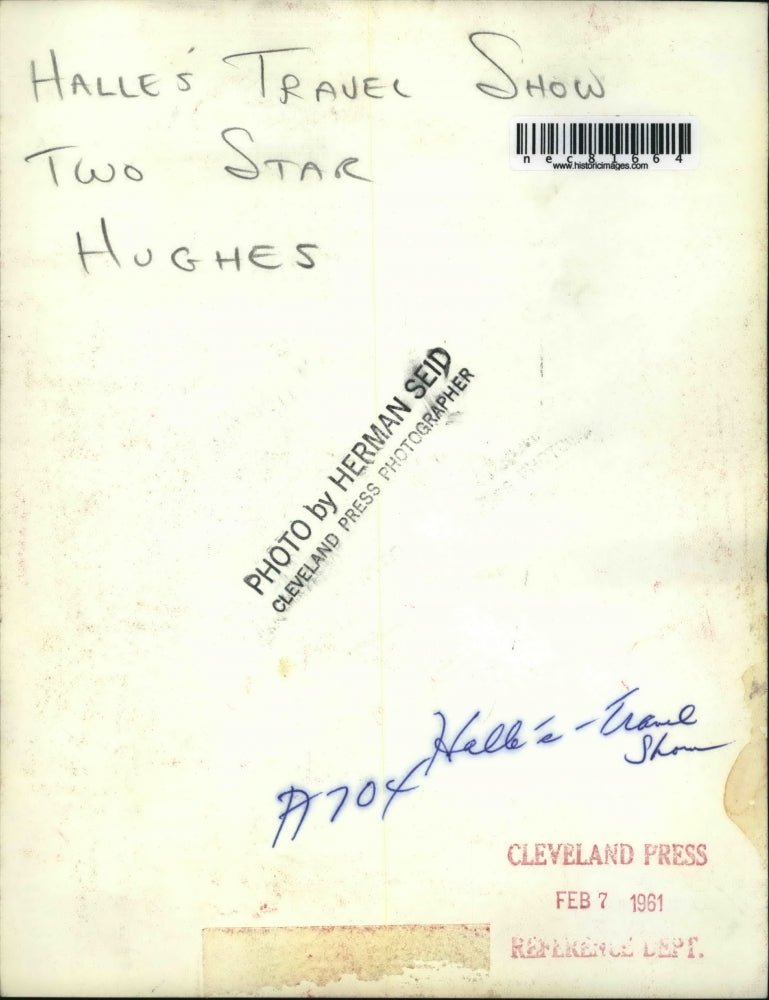 HALLE'S TRAVEL SHOW
nec81664
www.historicimages.com
TWO STAR
HUGHES
PHOTO by HERMAN SEID
CLEVELAND PRESS PHOTOGRAPHER
Halle's - Travel
Show
A704
CLEVELAND PRESS
FEB 7 1961
REFERENCE DEPT.